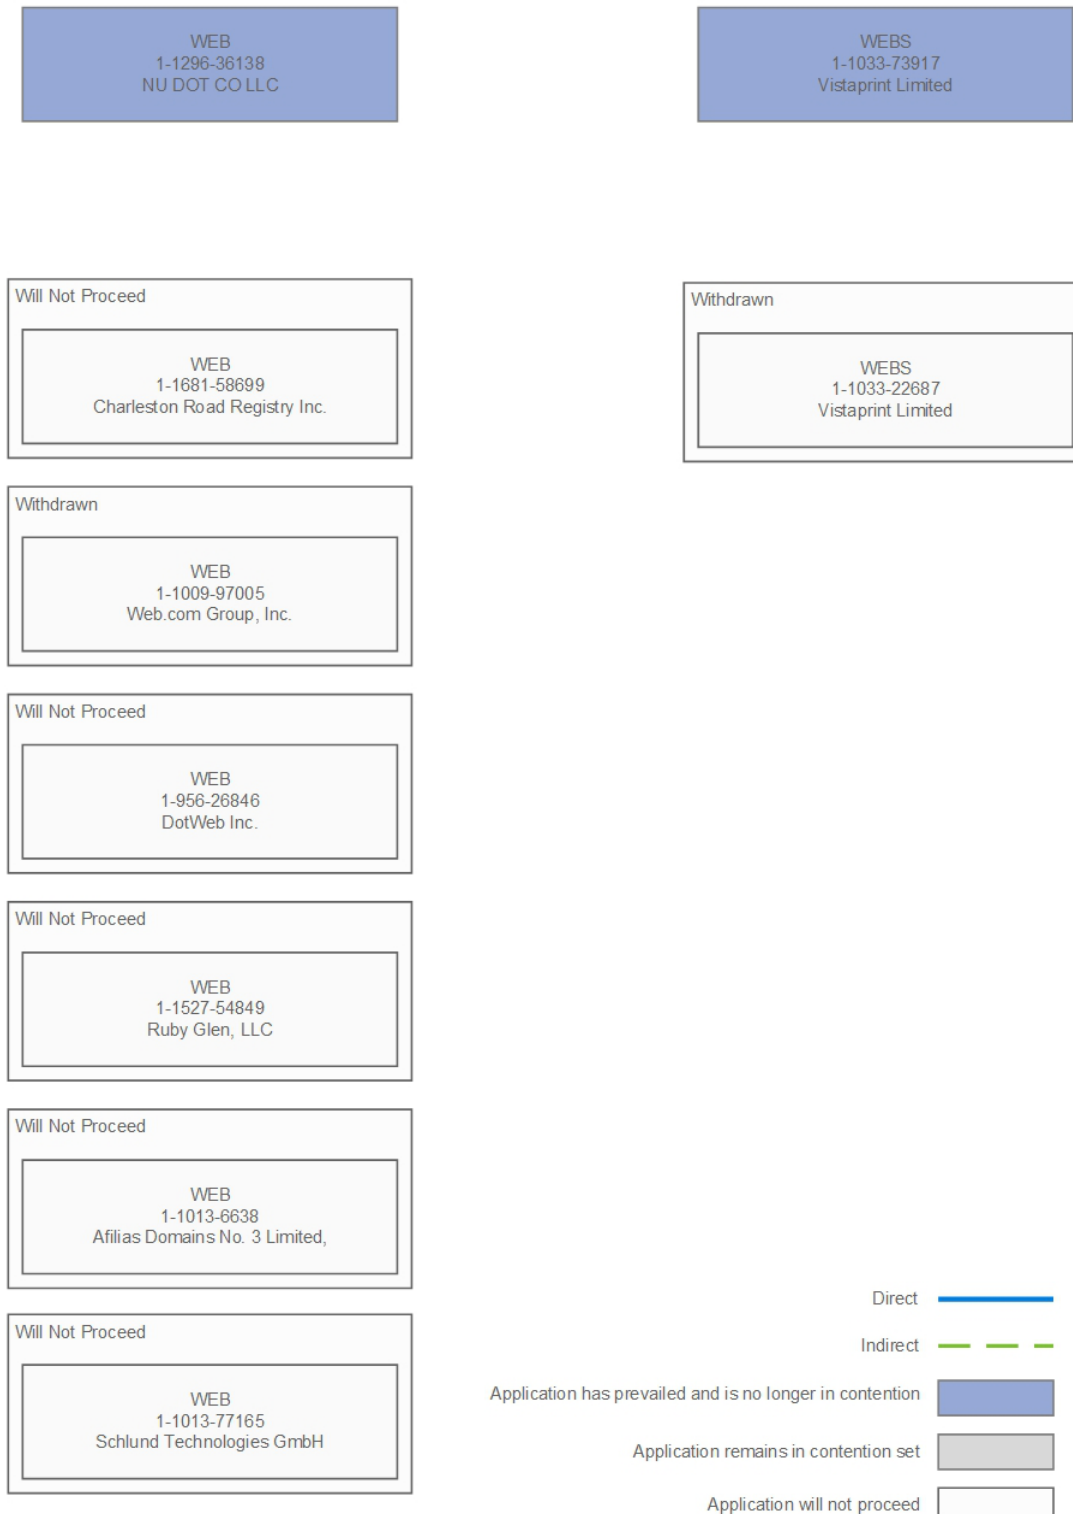 WEB
1-1296-36138
NU DOT CO LLC
WEBS
1-1033-73917
Vistaprint Limited
Will Not Proceed
WEB
1-1681-58699
Charleston Road Registry Inc.
Withdrawn
WEBS
1-1033-22687
Vistaprint Limited
Withdrawn
WEB
1-1009-97005
Web.com Group, Inc.
Will Not Proceed
WEB
1-956-26846
DotWeb Inc.
Will Not Proceed
WEB
1-1527-54849
Ruby Glen, LLC
Will Not Proceed
WEB
1-1013-6638
Afilias Domains No. 3 Limited,
Will Not Proceed
WEB
1-1013-77165
Schlund Technologies GmbH
Direct
Indirect
Application has prevailed and is no longer in contention
Application remains in contention set
Application will not proceed